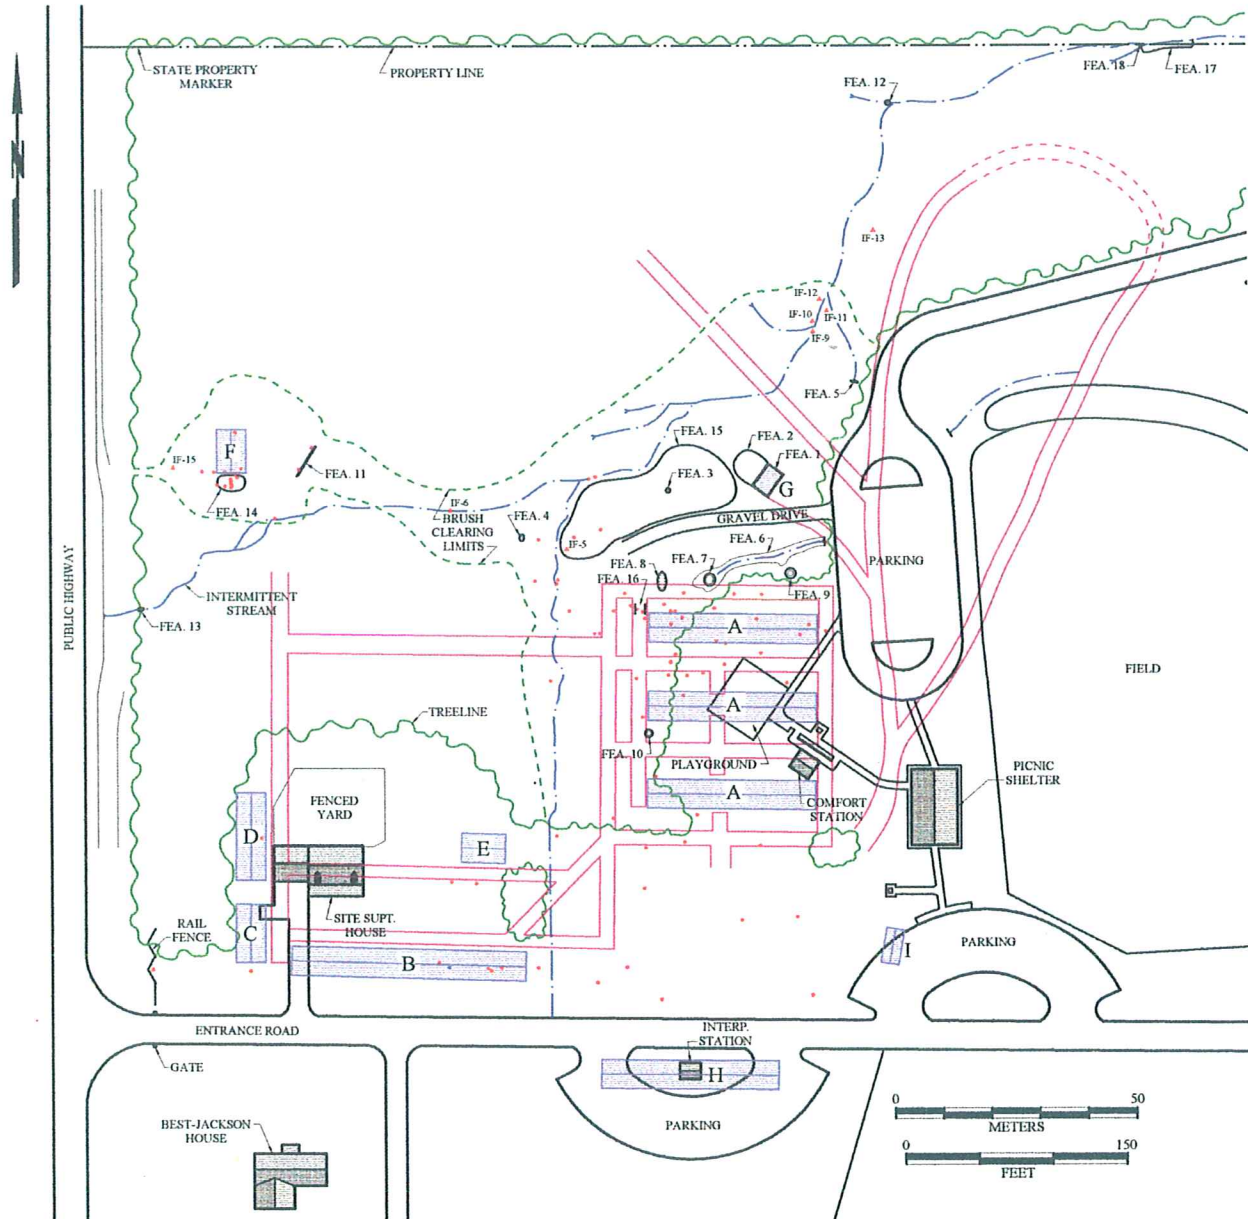 STATE PROPERTY
MARKER
PROPERTY LINE
FEA. 12
FEA. 18
FEA. 17
N
IF-13
IF-12
IF-10
IF-11
IF-9
FEA. 5
FEA. 15
FEA. 2
FEA. 1
FEA. 3
G
F
IF-15
FEA. 11
FEA. 14
IF-6
BRUSH
CLEARING
LIMITS
FEA. 4
IF-5
GRAVEL DRIVE
FEA. 6
FEA. 7
FEA. 8
FEA. 16
FEA. 9
PARKING
PUBLIC HIGHWAY
INTERMITTENT
STREAM
FEA. 13
A
FIELD
TREELINE
A
FEA. 10
PLAYGROUND
PICNIC
SHELTER
FENCED
YARD
A
COMFORT
STATION
D
E
RAIL
FENCE
C
SITE SUPT.
HOUSE
B
I
PARKING
ENTRANCE ROAD
INTERP.
STATION
GATE
H
PARKING
BEST-JACKSON
HOUSE
0 50
METERS
0 150
FEET